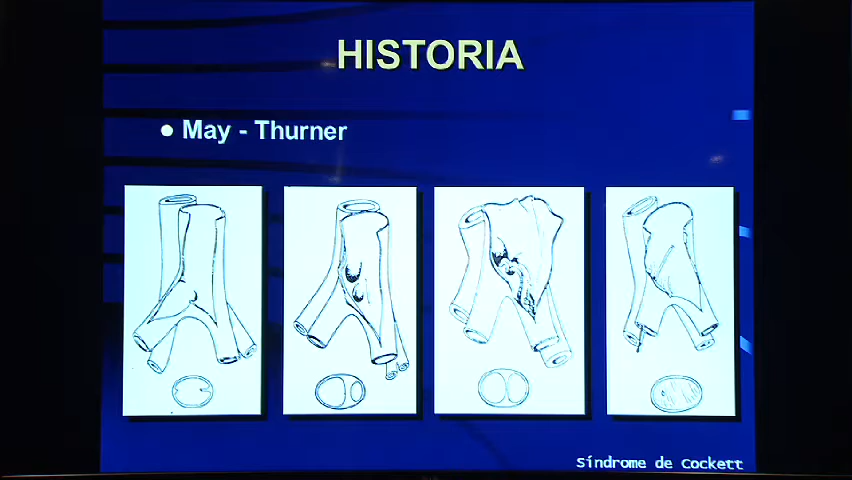 HISTORIA
● May - Thurner
Síndrome de Cockett